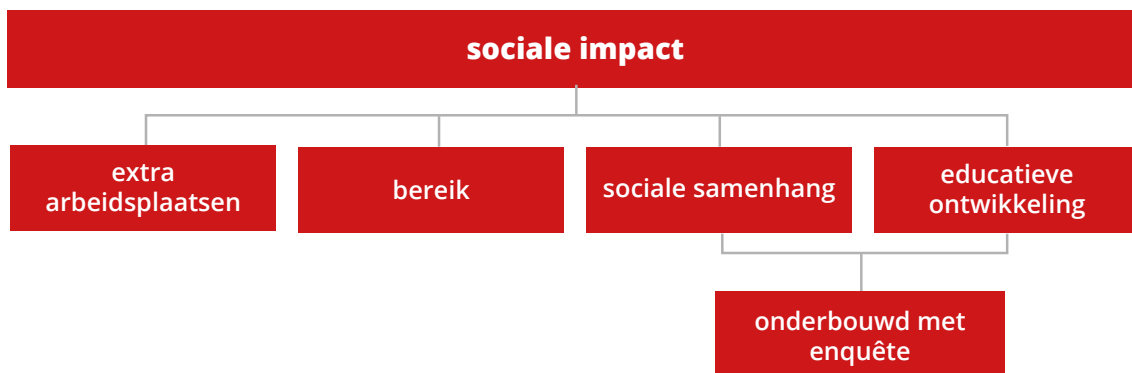 sociale impact
extra
arbeidsplaatsen
bereik
sociale samenhang
educatieve
ontwikkeling
onderbouwd met
enquête